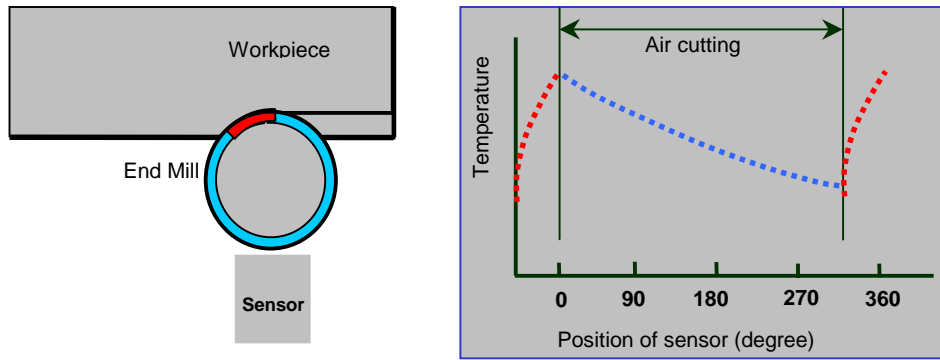 Workpiece
End Mill
Sensor
Air cutting
Temperature
0 90 180 270 360
Position of sensor (degree)